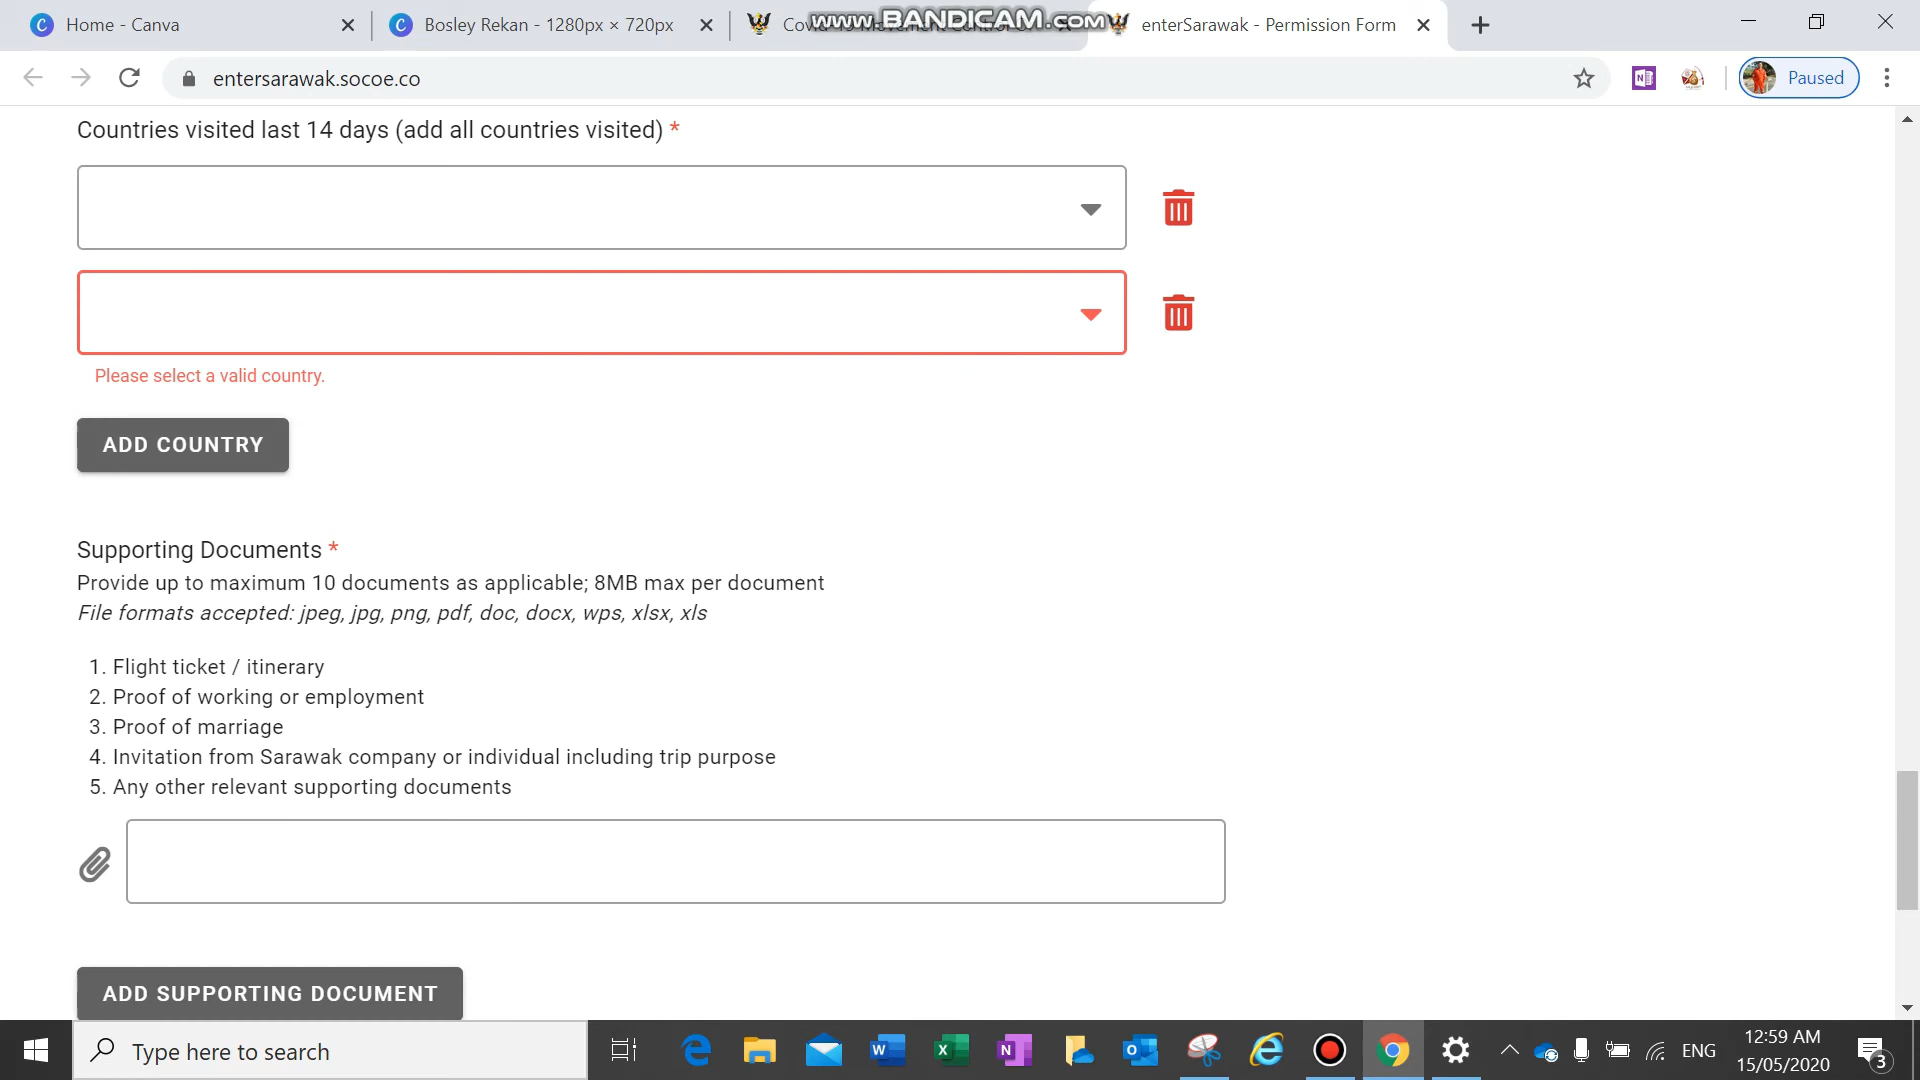 Home - Canva
Bosley Rekan - 1280px × 720px
www.BANDICAM.com
enterSarawak - Permission Form
entersarawak.socoe.co
Paused
Countries visited last 14 days (add all countries visited) *
Please select a valid country.
ADD COUNTRY
Supporting Documents *
Provide up to maximum 10 documents as applicable; 8MB max per document
File formats accepted: jpeg, jpg, png, pdf, doc, docx, wps, xlsx, xls
1. Flight ticket / itinerary
2. Proof of working or employment
3. Proof of marriage
4. Invitation from Sarawak company or individual including trip purpose
5. Any other relevant supporting documents
ADD SUPPORTING DOCUMENT
Type here to search
ENG
12:59 AM
15/05/2020
3